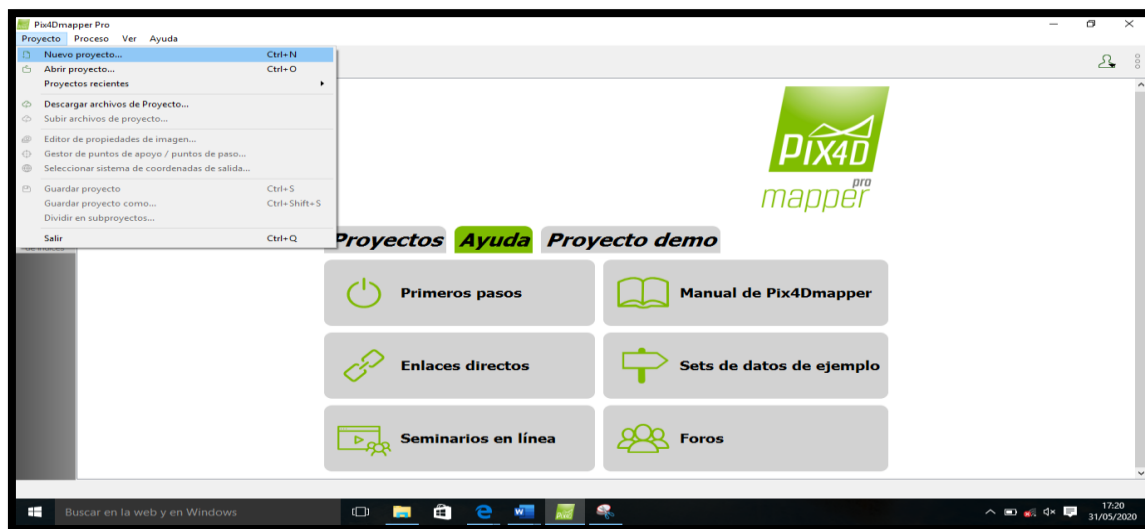 Pix4Dmapper Pro
Proyecto Proceso Ver Ayuda
Nuevo proyecto... Ctrl+N
Abrir proyecto... Ctrl+O
Proyectos recientes
Descargar archivos de Proyecto...
Subir archivos de proyecto...
Editor de propiedades de imagen...
Gestor de puntos de apoyo / puntos de paso...
Seleccionar sistema de coordenadas de salida...
Guardar proyecto Ctrl+S
Guardar proyecto como... Ctrl+Shift+S
Dividir en subproyectos...
Salir Ctrl+Q
PIX4D
pro
mapper
Proyectos Ayuda Proyecto demo
Primeros pasos
Manual de Pix4Dmapper
Enlaces directos
Sets de datos de ejemplo
Seminarios en línea
Foros
Buscar en la web y en Windows
17:20
31/05/2020